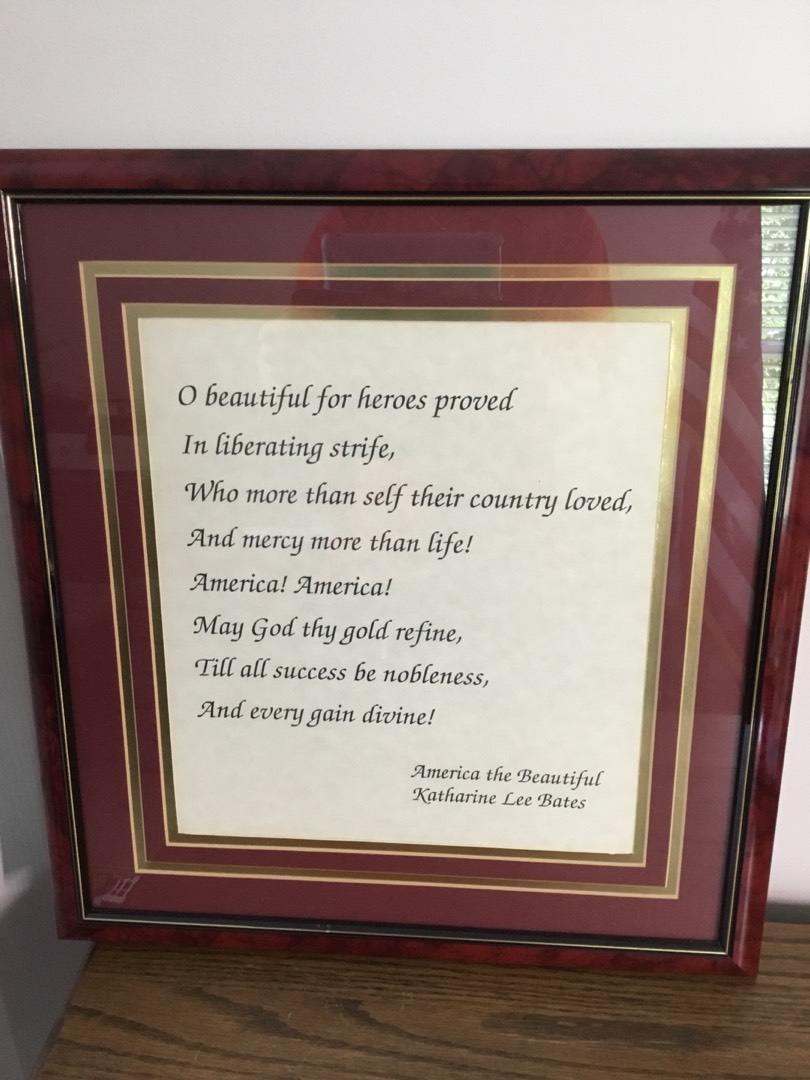 O beautiful for heroes proved
In liberating strife,
Who more than self their country loved,
And mercy more than life!
America! America!
May God thy gold refine,
Till all success be nobleness,
And every gain divine!
America the Beautiful
Katharine Lee Bates